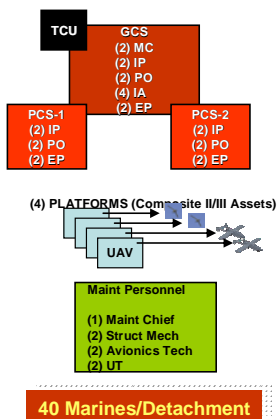 TCU
GCS
(2) MC
(2) IP
(2) PO
(4) IA
(2) EP
PCS-1
(2) IP
(2) PO
(2) EP
PCS-2
(2) IP
(2) PO
(2) EP
(4) PLATFORMS (Composite II/III Assets)
UAV
Maint Personnel
(1) Maint Chief
(2) Struct Mech
(2) Avionics Tech
(2) UT
40 Marines/Detachment